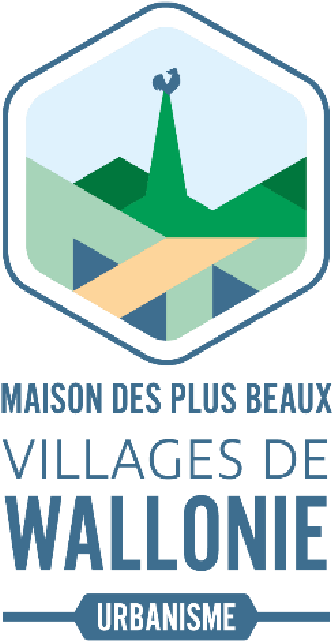 MAISON DES PLUS BEAUX
VILLAGES DE
WALLONIE
URBANISME